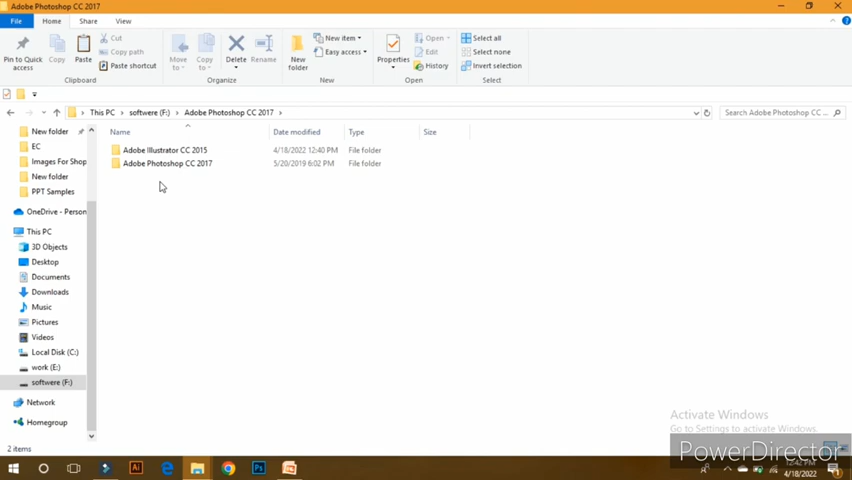 Adobe Photoshop CC 2017
File Home Share View
Pin to Quick access
Copy
Paste
Cut
Copy path
Paste shortcut
Clipboard
Move to
Copy to
Delete
Rename
Organize
New folder
New item
Easy access
New
Properties
Open
Edit
History
Open
Select all
Select none
Invert selection
Select
This PC softwere (F:) Adobe Photoshop CC 2017
Search Adobe Photoshop CC ...
Name Date modified Type Size
Adobe Illustrator CC 2015 4/18/2022 12:40 PM File folder
Adobe Photoshop CC 2017 5/20/2019 6:02 PM File folder
New folder
EC
Images For Shop
New folder
PPT Samples
OneDrive - Person
This PC
3D Objects
Desktop
Documents
Downloads
Music
Pictures
Videos
Local Disk (C:)
work (E:)
softwere (F:)
Network
Homegroup
2 items
Activate Windows
Go to Settings to activate Windows.
PowerDirector
Ai
Ps
12:42 PM
4/18/2022